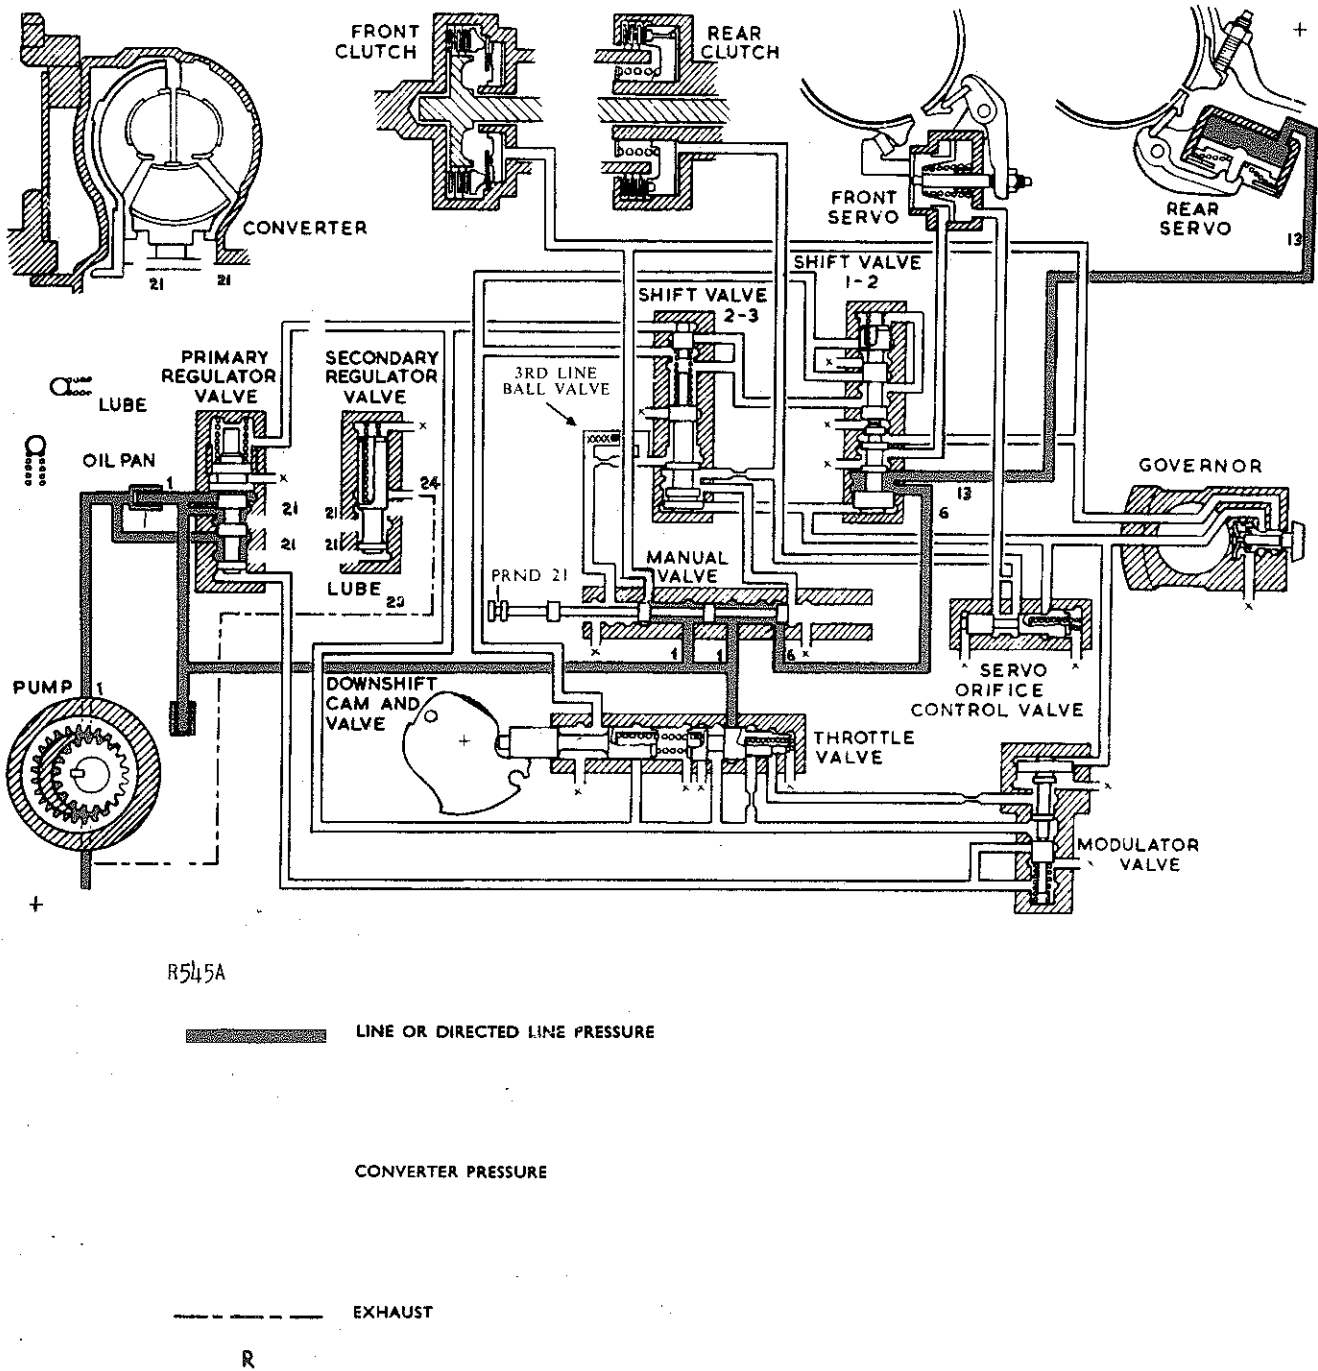 FRONT
CLUTCH
REAR
CLUTCH
CONVERTER
21
21
FRONT
SERVO
REAR
SERVO
13
SHIFT VALVE
2-3
SHIFT VALVE
1-2
PRIMARY
REGULATOR
VALVE
SECONDARY
REGULATOR
VALVE
3RD LINE
BALL VALVE
LUBE
OIL PAN
1
21
21
21
21
24
LUBE
23
13
6
GOVERNOR
MANUAL
VALVE
PRND 21
1
1
6
PUMP
1
DOWNSHIFT
CAM AND
VALVE
THROTTLE
VALVE
SERVO
ORIFICE
CONTROL VALVE
MODULATOR
VALVE
R545A
LINE OR DIRECTED LINE PRESSURE
CONVERTER PRESSURE
EXHAUST
R